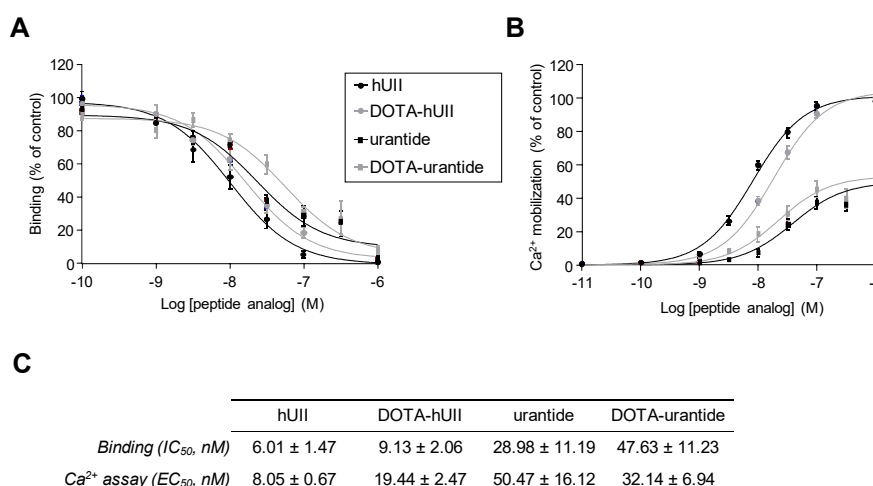 A
B
120
100
80
60
40
20
0
Binding (% of control)
-10
-9
-8
-7
-6
Log [peptide analog] (M)
hUII
DOTA-hUII
urantide
DOTA-urantide
120
100
80
60
40
20
0
Ca²⁺ mobilization (% of control)
-11
-10
-9
-8
-7
Log [peptide analog] (M)
C
hUII DOTA-hUII urantide DOTA-urantide
Binding (IC₅₀, nM) 6.01 ± 1.47 9.13 ± 2.06 28.98 ± 11.19 47.63 ± 11.23
Ca²⁺ assay (EC₅₀, nM) 8.05 ± 0.67 19.44 ± 2.47 50.47 ± 16.12 32.14 ± 6.94